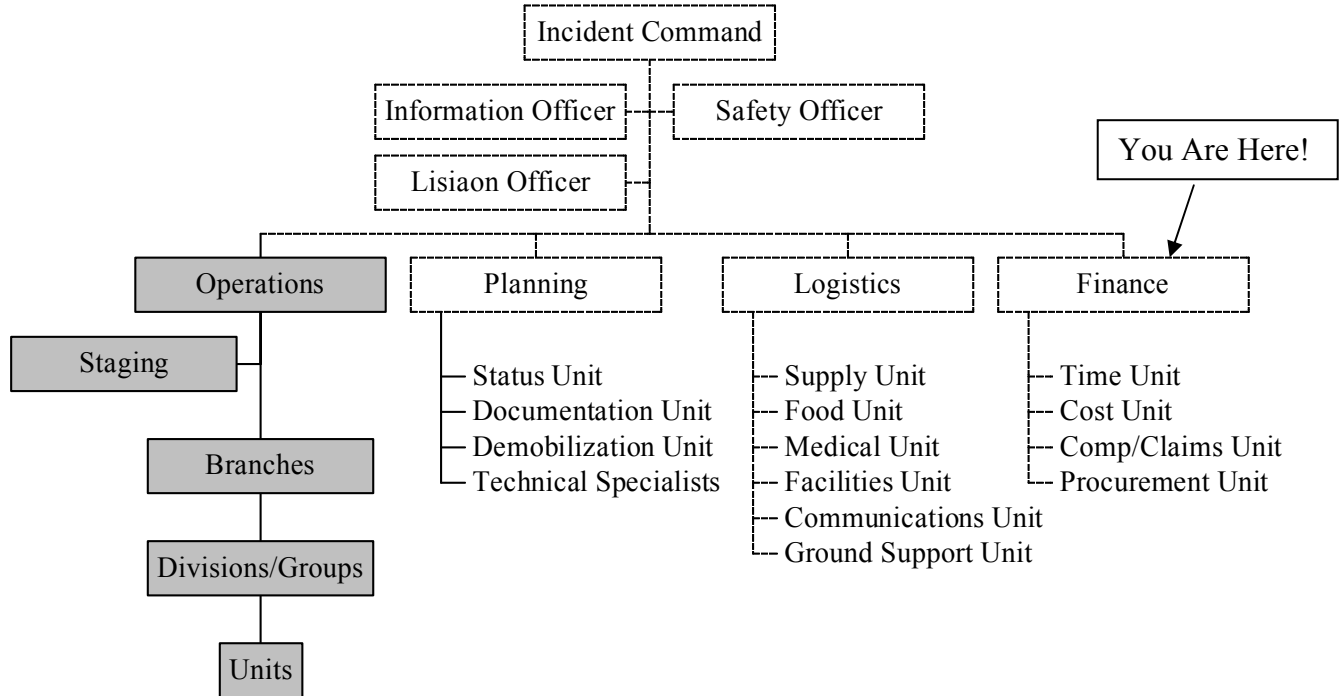 Incident Command
Information Officer
Safety Officer
You Are Here!
Lisiaon Officer
Operations
Planning
Logistics
Finance
Staging
Status Unit
Documentation Unit
Demobilization Unit
Technical Specialists
Supply Unit
Food Unit
Medical Unit
Facilities Unit
Communications Unit
Ground Support Unit
Time Unit
Cost Unit
Comp/Claims Unit
Procurement Unit
Branches
Divisions/Groups
Units